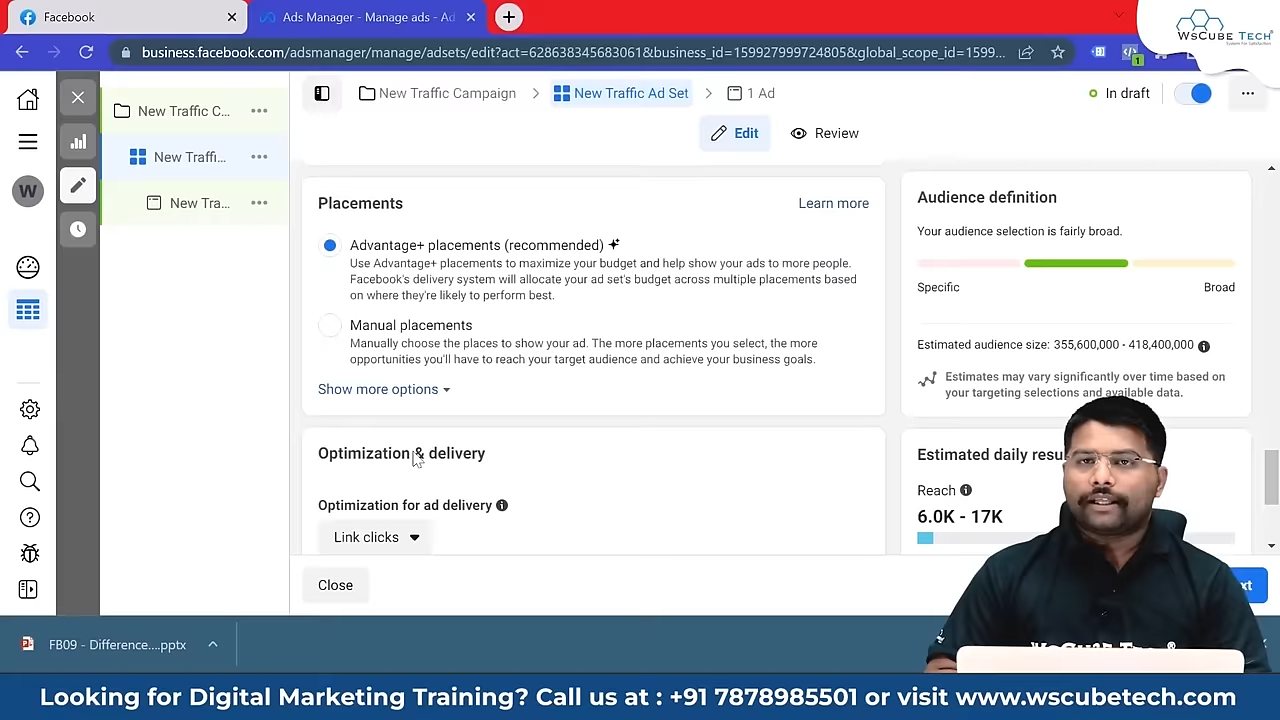 Facebook
Ads Manager - Manage ads - Ad
WsCube Tech
business.facebook.com/adsmanager/manage/adsets/edit?act=628638345683061&business_id=159927999724805&global_scope_id=1599...
1
New Traffic C...
New Traffic Campaign
New Traffic Ad Set
1 Ad
In draft
Edit
Review
New Traffi...
W
New Tra...
Placements
Learn more
Advantage+ placements (recommended)
Use Advantage+ placements to maximize your budget and help show your ads to more people.
Facebook's delivery system will allocate your ad set's budget across multiple placements based
on where they're likely to perform best.
Manual placements
Manually choose the places to show your ad. The more placements you select, the more
opportunities you'll have to reach your target audience and achieve your business goals.
Show more options
Optimization & delivery
Optimization for ad delivery
Link clicks
Close
Audience definition
Your audience selection is fairly broad.
Specific
Broad
Estimated audience size: 355,600,000 - 418,400,000
Estimates may vary significantly over time based on
your targeting selections and available data.
Estimated daily resu
Reach
6.0K - 17K
xt
FB09 - Difference....pptx
Looking for Digital Marketing Training? Call us at : +91 7878985501 or visit www.wscubetech.com